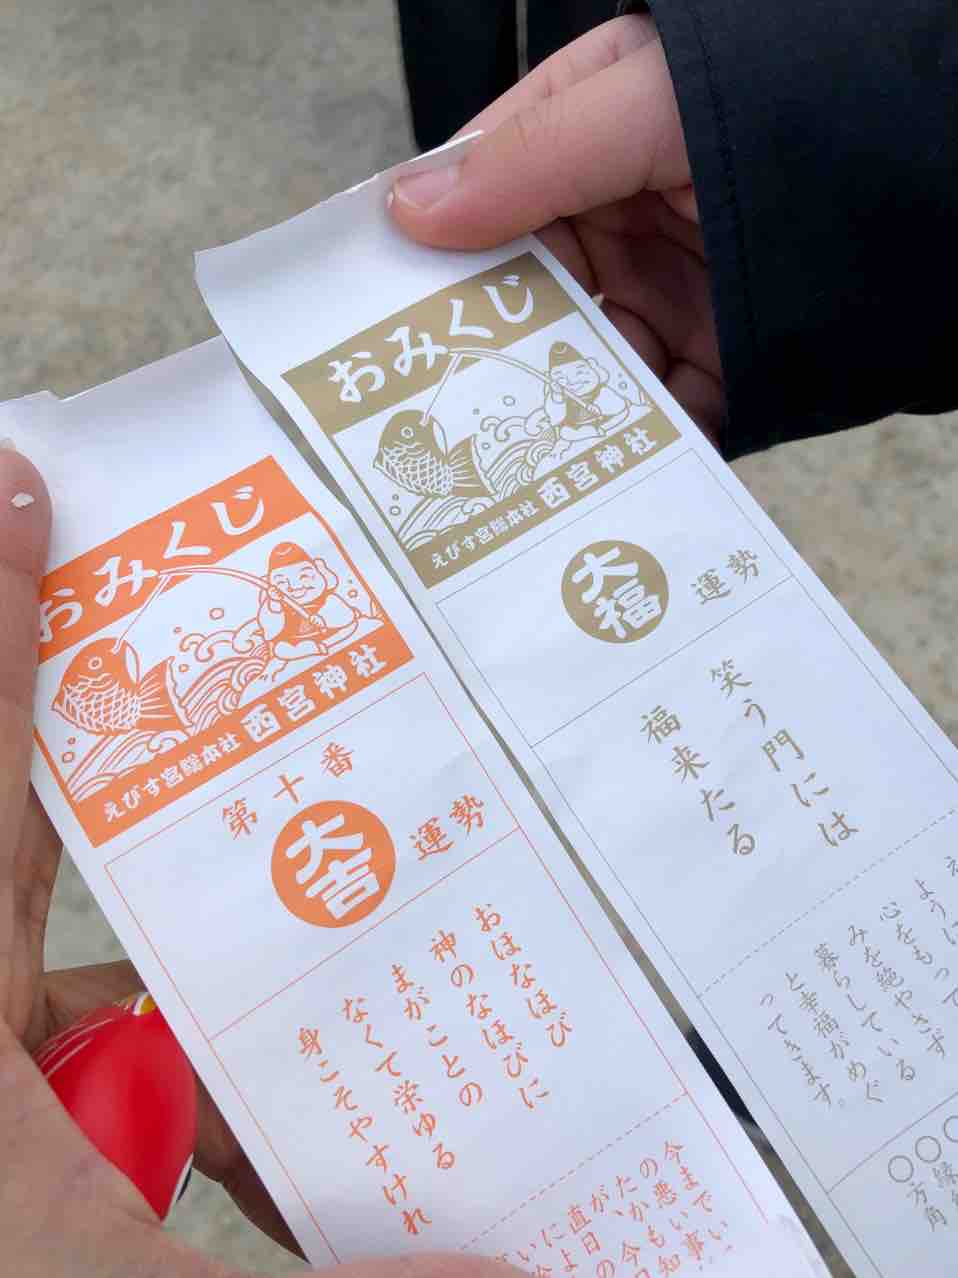 おみくじ
えびす宮総本社 西宮神社
第十番
運勢
大吉
おほなほび
神のなほびに
まがことの
なくて栄ゆる
身こそやすけれ
おみくじ
えびす宮総本社 西宮神社
運勢
大福
笑う門には
福来たる
心をもって
みを絶やさず
暮らしている
と幸福がめぐ
ってきます。
方角